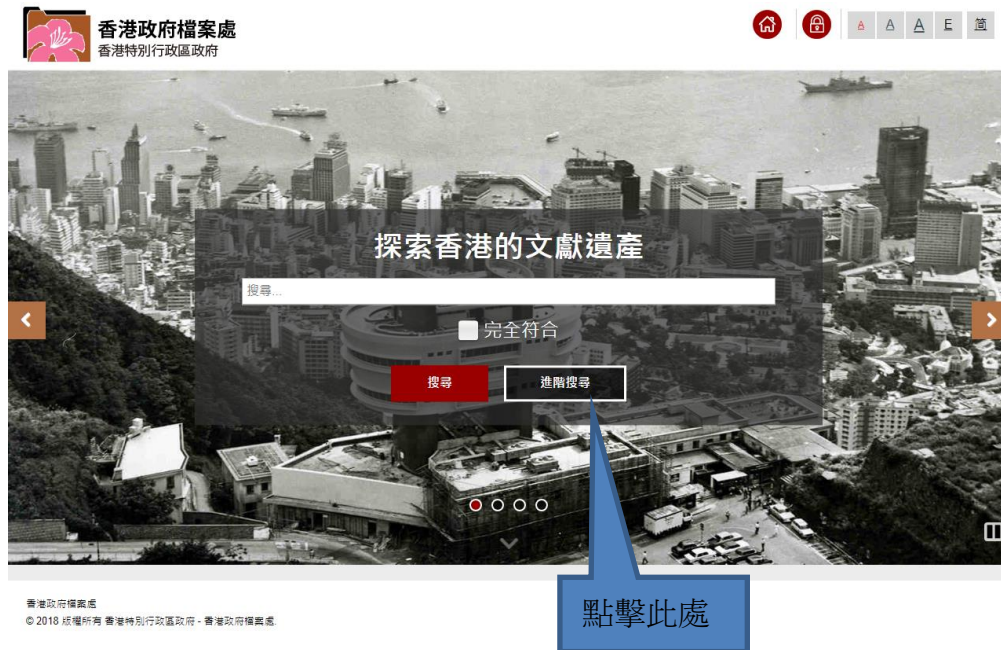 香港政府檔案處
香港特別行政區政府
A A A E 简
探索香港的文獻遺產
搜尋...
完全符合
搜尋 進階搜尋
點擊此處
香港政府檔案處
© 2018 版權所有 香港特別行政區政府 - 香港政府檔案處.